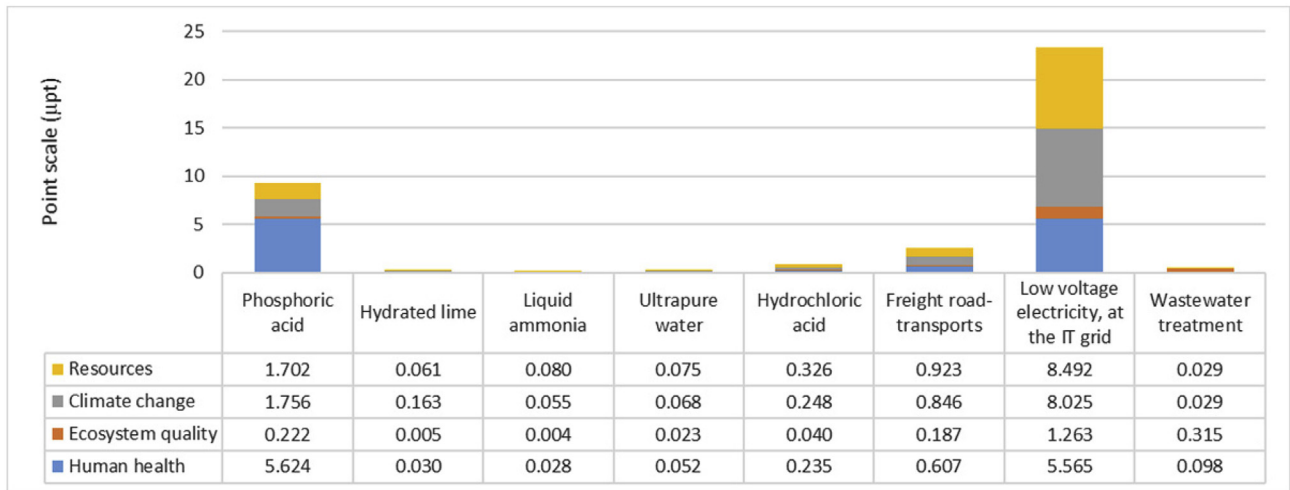 Point scale (µpt)
25
20
15
10
5
0
Phosphoric acid Hydrated lime Liquid ammonia Ultrapure water Hydrochloric acid Freight road-transports Low voltage electricity, at the IT grid Wastewater treatment
Resources 1.702 0.061 0.080 0.075 0.326 0.923 8.492 0.029
Climate change 1.756 0.163 0.055 0.068 0.248 0.846 8.025 0.029
Ecosystem quality 0.222 0.005 0.004 0.023 0.040 0.187 1.263 0.315
Human health 5.624 0.030 0.028 0.052 0.235 0.607 5.565 0.098